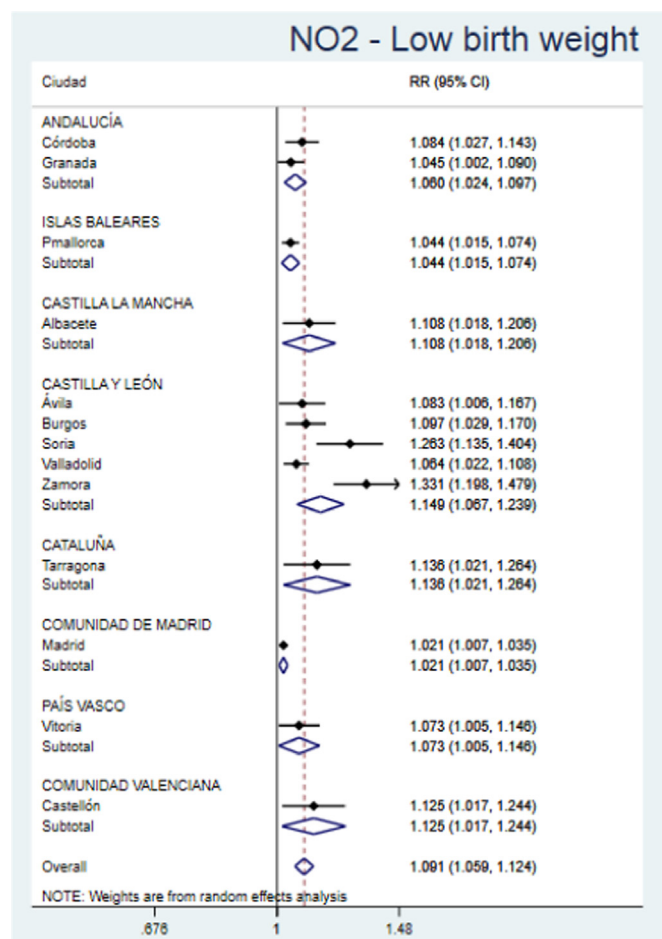 NO2 - Low birth weight
Ciudad RR (95% CI)
ANDALUCÍA
Córdoba 1.084 (1.027, 1.143)
Granada 1.045 (1.002, 1.090)
Subtotal 1.060 (1.024, 1.097)
ISLAS BALEARES
Pmallorca 1.044 (1.015, 1.074)
Subtotal 1.044 (1.015, 1.074)
CASTILLA LA MANCHA
Albacete 1.108 (1.018, 1.206)
Subtotal 1.108 (1.018, 1.206)
CASTILLA Y LEÓN
Ávila 1.083 (1.006, 1.167)
Burgos 1.097 (1.029, 1.170)
Soria 1.263 (1.135, 1.404)
Valladolid 1.064 (1.022, 1.108)
Zamora 1.331 (1.198, 1.479)
Subtotal 1.149 (1.067, 1.239)
CATALUÑA
Tarragona 1.136 (1.021, 1.264)
Subtotal 1.136 (1.021, 1.264)
COMUNIDAD DE MADRID
Madrid 1.021 (1.007, 1.035)
Subtotal 1.021 (1.007, 1.035)
PAÍS VASCO
Vitoria 1.073 (1.005, 1.146)
Subtotal 1.073 (1.005, 1.146)
COMUNIDAD VALENCIANA
Castellón 1.125 (1.017, 1.244)
Subtotal 1.125 (1.017, 1.244)
Overall 1.091 (1.059, 1.124)
NOTE: Weights are from random effects analysis
.676 1 1.48